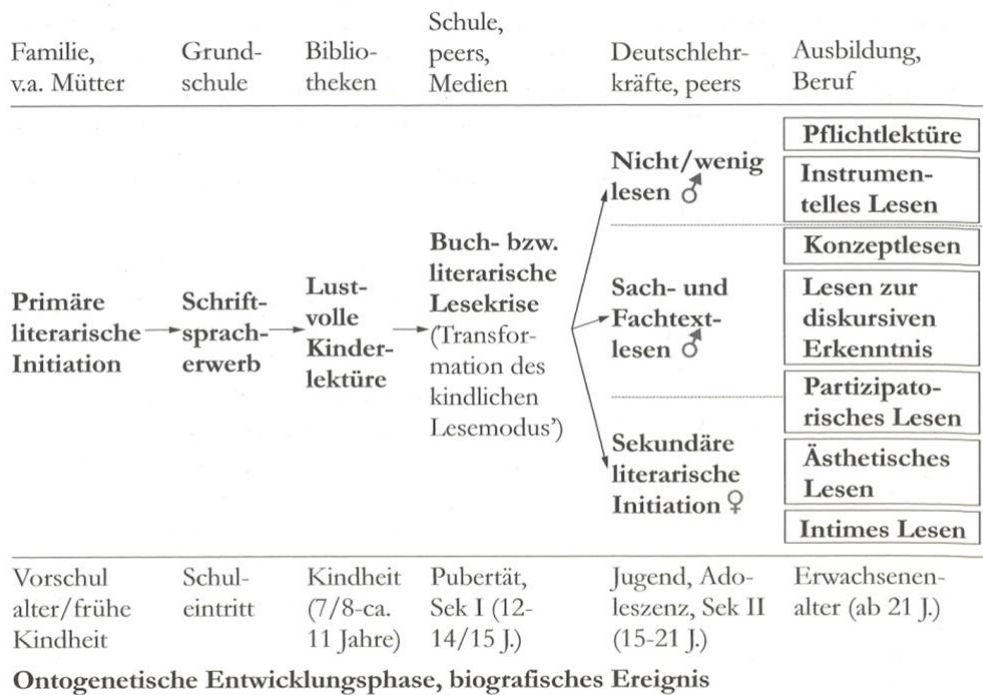 Familie,
v.a. Mütter
Grund-
schule
Biblio-
theken
Schule,
peers,
Medien
Deutschlehr-
kräfte, peers
Ausbildung,
Beruf
Primäre
literarische
Initiation
Schrift-
sprach-
erwerb
Lust-
volle
Kinder-
lektüre
Buch- bzw.
literarische
Lesekrise
(Transfor-
mation des
kindlichen
Lesemodus')
Nicht/wenig
lesen ♂
Sach- und
Fachtext-
lesen ♂
Sekundäre
literarische
Initiation ♀
Pflichtlektüre
Instrumen-
telles Lesen
Konzeptlesen
Lesen zur
diskursiven
Erkenntnis
Partizipato-
risches Lesen
Ästhetisches
Lesen
Intimes Lesen
Vorschul
alter/frühe
Kindheit
Schul-
eintritt
Kindheit
(7/8-ca.
11 Jahre)
Pubertät,
Sek I (12-
14/15 J.)
Jugend, Ado-
leszenz, Sek II
(15-21 J.)
Erwachsenen-
alter (ab 21 J.)
Ontogenetische Entwicklungsphase, biografisches Ereignis